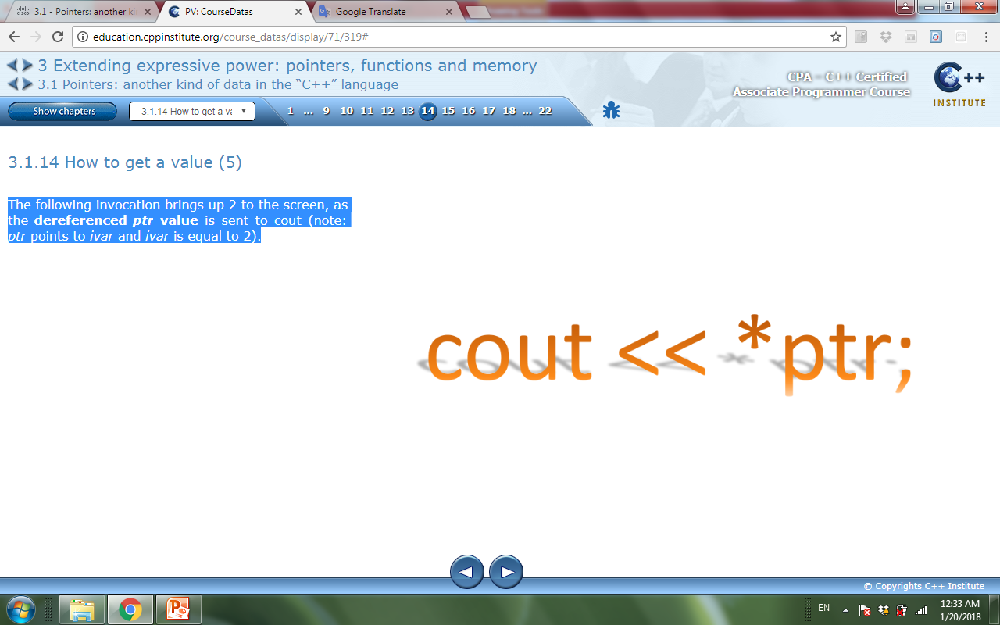 3.1 - Pointers: another ki
PV: CourseDatas
Google Translate
education.cppinstitute.org/course_datas/display/71/319#
3 Extending expressive power: pointers, functions and memory
3.1 Pointers: another kind of data in the “C++” language
CPA – C++ Certified
Associate Programmer Course
C++
INSTITUTE
Show chapters
3.1.14 How to get a va
1 ... 9 10 11 12 13 14 15 16 17 18 ... 22
3.1.14 How to get a value (5)
The following invocation brings up 2 to the screen, as
the dereferenced ptr value is sent to cout (note:
ptr points to ivar and ivar is equal to 2).
cout << *ptr;
© Copyrights C++ Institute
EN
12:33 AM
1/20/2018